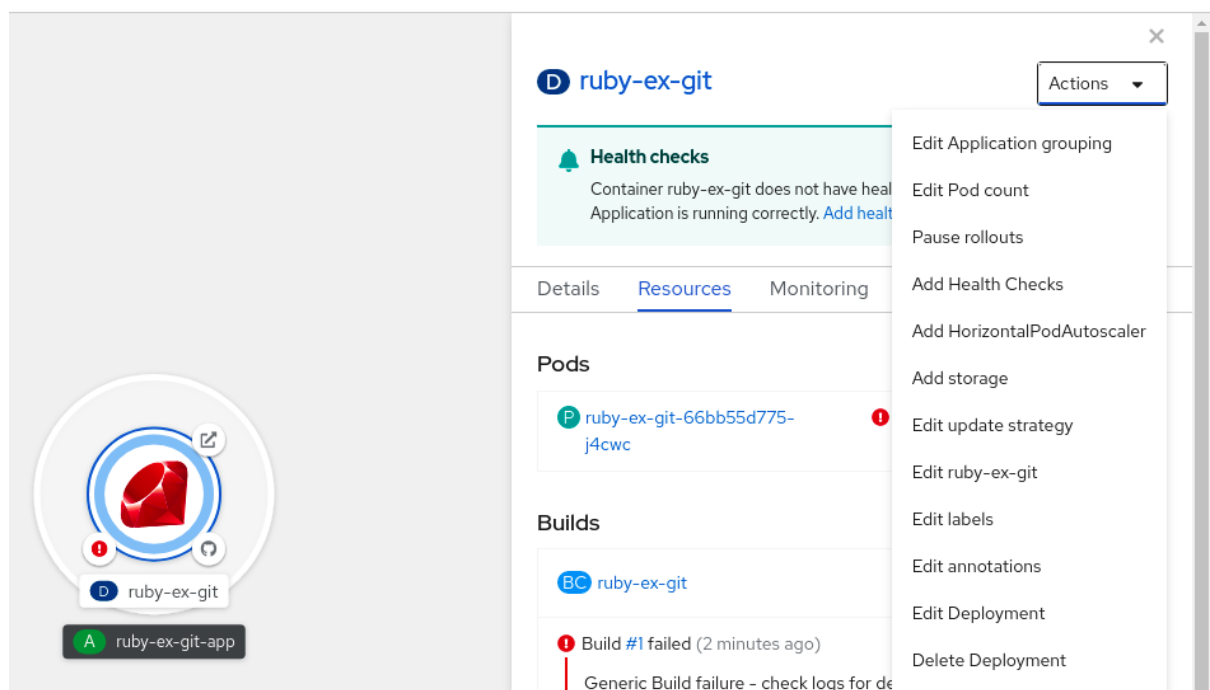 D ruby-ex-git
Actions
Health checks
Container ruby-ex-git does not have
Application is running correctly. Add
Details Resources Monitoring
Pods
P ruby-ex-git-66bb55d775-
j4cwc
Builds
BC ruby-ex-git
Build #1 failed (2 minutes ago)
Generic Build failure - check logs for
Edit Application grouping
Edit Pod count
Pause rollouts
Add Health Checks
Add HorizontalPodAutoscaler
Add storage
Edit update strategy
Edit ruby-ex-git
Edit labels
Edit annotations
Edit Deployment
Delete Deployment
D ruby-ex-git
A ruby-ex-git-app